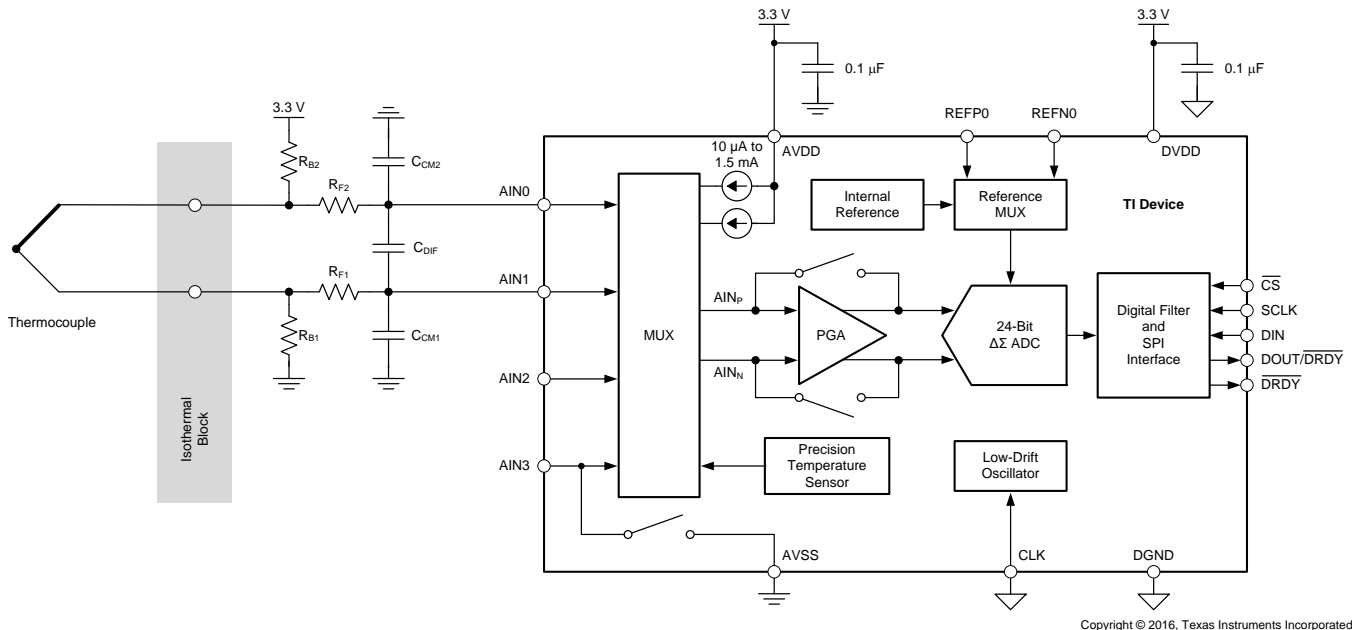 3.3 V
3.3 V
0.1 µF
0.1 µF
3.3 V
REFP0
REFN0
RB2
CCM2
10 µA to
1.5 mA
AVDD
DVDD
RF2
AIN0
Internal
Reference
Reference
MUX
TI Device
CDIF
RF1
AIN1
Thermocouple
RB1
CCM1
MUX
AINP
PGA
AINN
24-Bit
ΔΣ ADC
Digital Filter
and
SPI
Interface
CS
SCLK
DIN
DOUT/DRDY
DRDY
AIN2
Isothermal
Block
AIN3
Precision
Temperature
Sensor
Low-Drift
Oscillator
AVSS
CLK
DGND
Copyright © 2016, Texas Instruments Incorporated